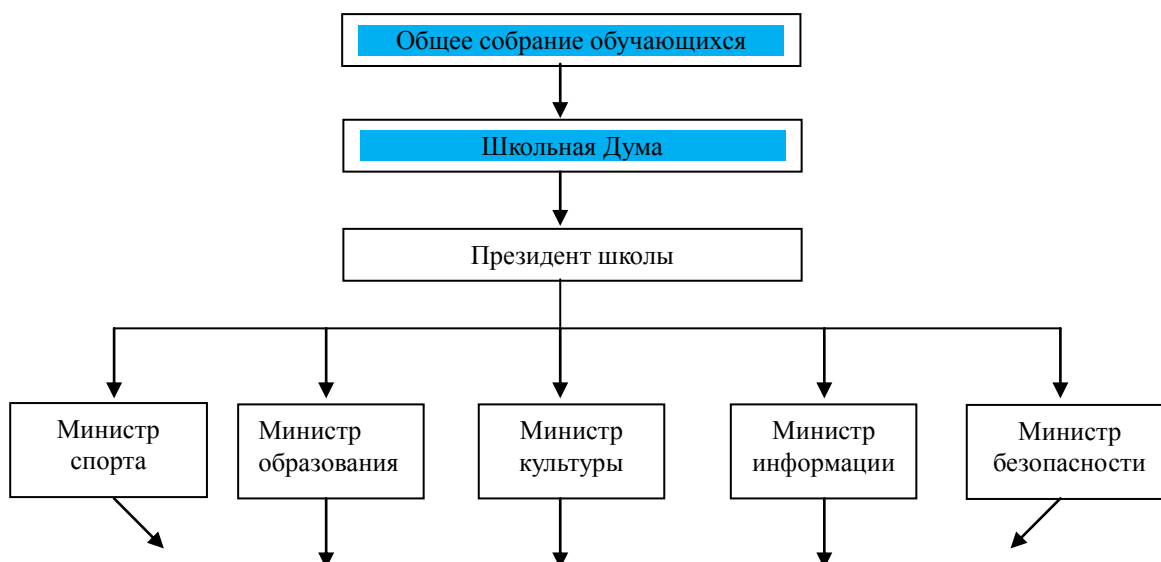 Общее собрание обучающихся
Школьная Дума
Президент школы
Министр
спорта
Министр
образования
Министр
культуры
Министр
информации
Министр
безопасности